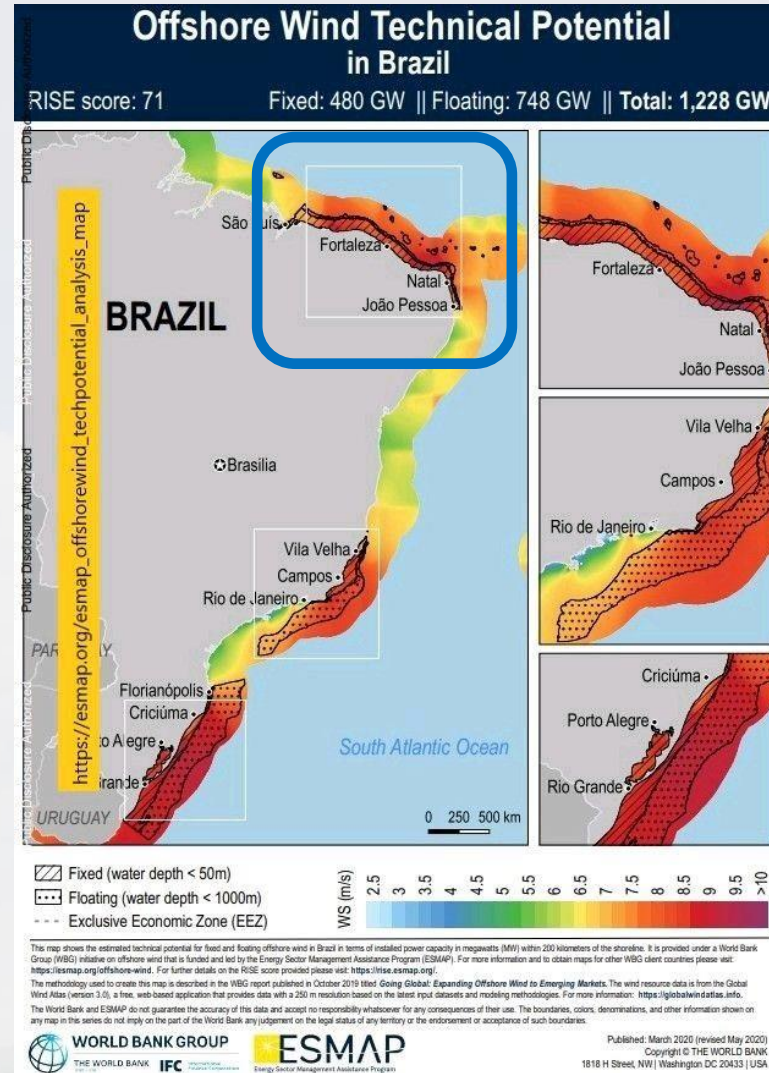 Offshore Wind Technical Potential
in Brazil
RISE score: 71 Fixed: 480 GW || Floating: 748 GW || Total: 1,228 GW
Public Disclosure Authorized
Public Disclosure Authorized
Public Disclosure Authorized
Public Disclosure Authorized
https://esmap.org/esmap_offshorewind_techpotential_analysis_map
São Luís
Fortaleza
Natal
João Pessoa
BRAZIL
Brasilia
Vila Velha
Campos
Rio de Janeiro
Florianópolis
Criciúma
to Alegre
Grande
URUGUAY
South Atlantic Ocean
0 250 500 km
Fortaleza
Natal
João Pessoa
Vila Velha
Campos
Rio de Janeiro
Criciúma
Porto Alegre
Rio Grande
Fixed (water depth < 50m)
Floating (water depth < 1000m)
Exclusive Economic Zone (EEZ)
WS (m/s)
2.5 3 3.5 4 4.5 5 5.5 6 6.5 7 7.5 8 8.5 9 9.5 >10
This map shows the estimated technical potential for fixed and floating offshore wind in Brazil in terms of installed power capacity in megawatts (MW) within 200 kilometers of the shoreline. It is provided under a World Bank
Group (WBG) initiative on offshore wind that is funded and led by the Energy Sector Management Assistance Program (ESMAP). For more information and to obtain maps for other WBG client countries please visit:
https://esmap.org/offshore-wind. For further details on the RISE score provided please visit: https://rise.esmap.org/.
The methodology used to create this map is described in the WBG report published in October 2019 titled Going Global: Expanding Offshore Wind to Emerging Markets. The wind resource data is from the Global
Wind Atlas (version 3.0), a free, web-based application that provides data with a 250 m resolution based on the latest input datasets and modeling methodologies. For more information: https://globalwindatlas.info.
The World Bank and ESMAP do not guarantee the accuracy of this data and accept no responsibility whatsoever for any consequences of their use. The boundaries, colors, denominations, and other information shown on
any map in this series do not imply on the part of the World Bank any judgement on the legal status of any territory or the endorsement or acceptance of such boundaries.
WORLD BANK GROUP
THE WORLD BANK IFC International Finance Corporation
ESMAP
Energy Sector Management Assistance Program
Published: March 2020 (revised May 2020)
Copyright © THE WORLD BANK
1818 H Street, NW | Washington DC 20433 | USA